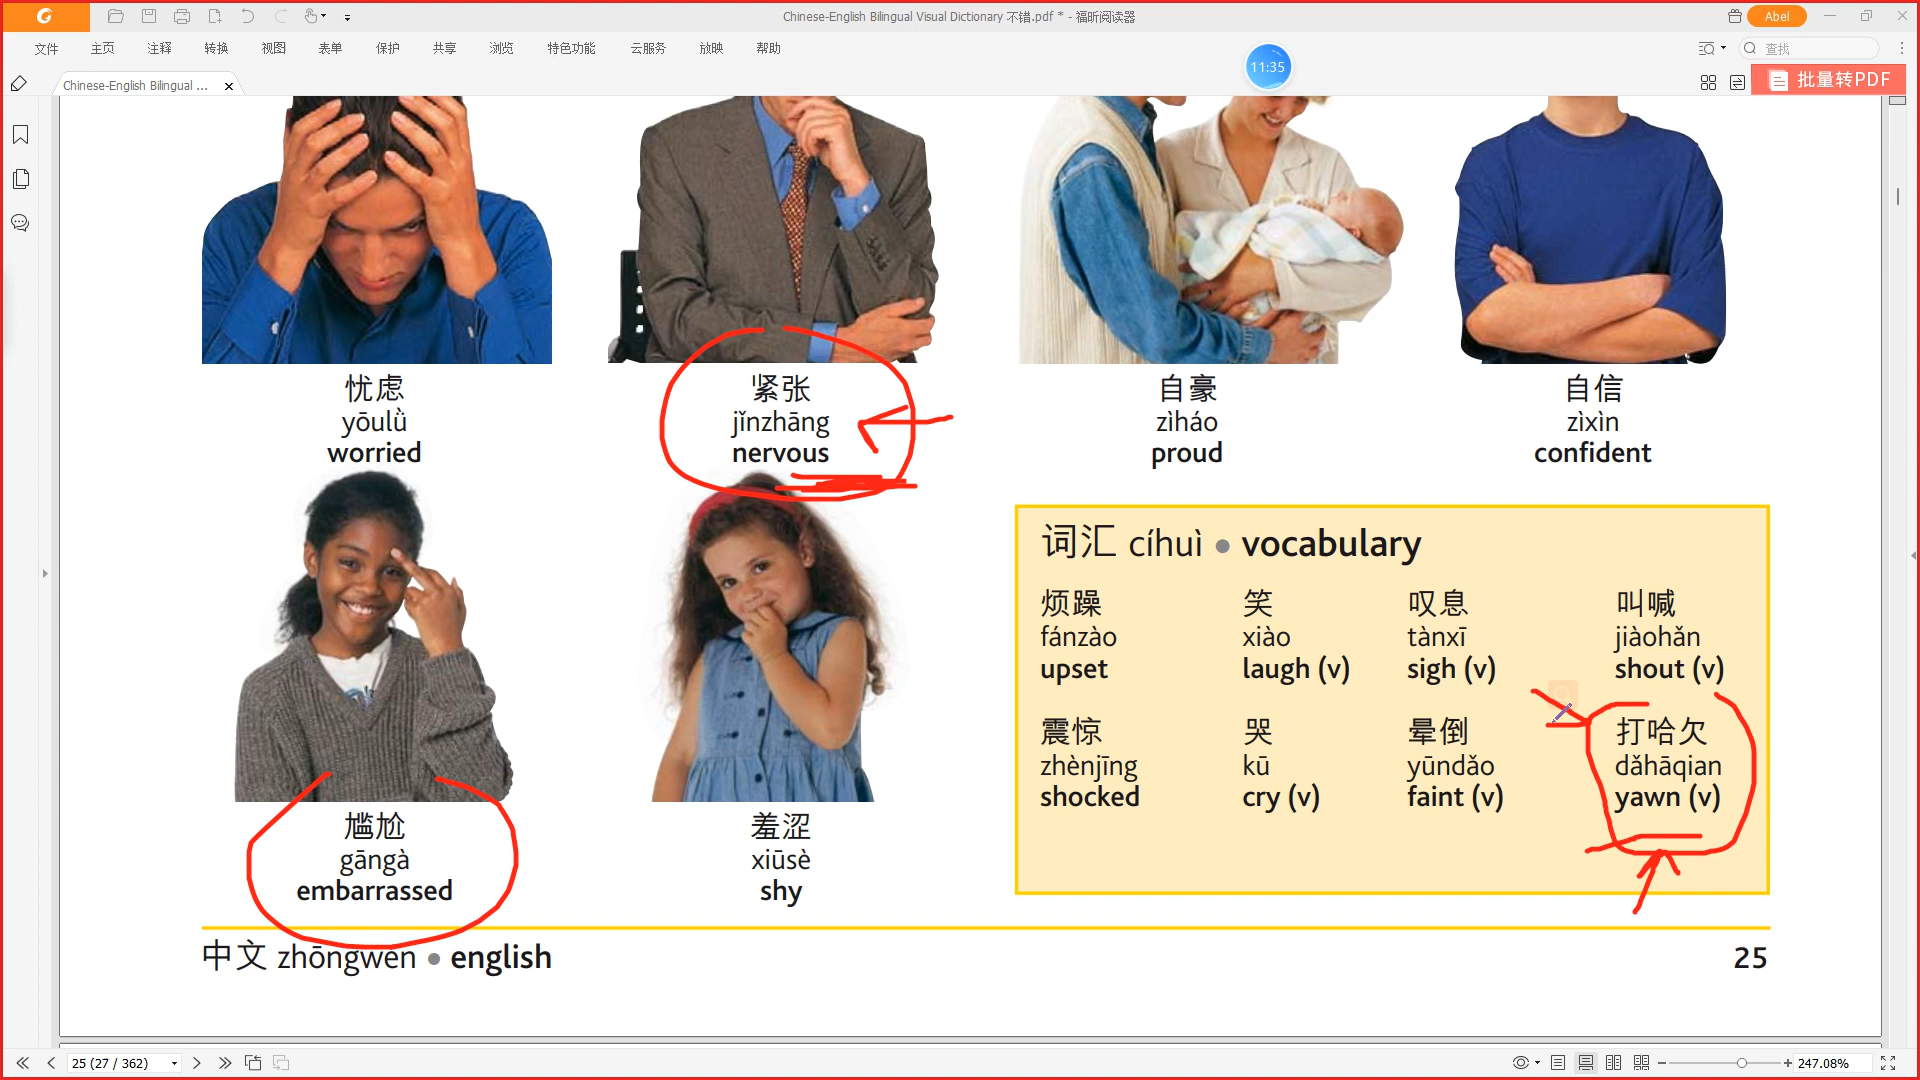 Chinese-English Bilingual Visual Dictionary 不错.pdf * - 福昕阅读器
Abel
文件 主页 注释 转换 视图 表单 保护 共享 浏览 特色功能 云服务 放映 帮助
11:35
查找
Chinese-English Bilingual ...
批量转PDF
忧虑
yōulǜ
worried
紧张
jǐnzhāng
nervous
自豪
zìháo
proud
自信
zìxìn
confident
尴尬
gāngà
embarrassed
羞涩
xiūsè
shy
词汇 cíhuì • vocabulary
烦躁
fánzào
upset
笑
xiào
laugh (v)
叹息
tànxī
sigh (v)
叫喊
jiàohǎn
shout (v)
震惊
zhènjīng
shocked
哭
kū
cry (v)
晕倒
yūndǎo
faint (v)
打哈欠
dǎhāqian
yawn (v)
中文 zhōngwén • english
25
25 (27 / 362)
247.08%